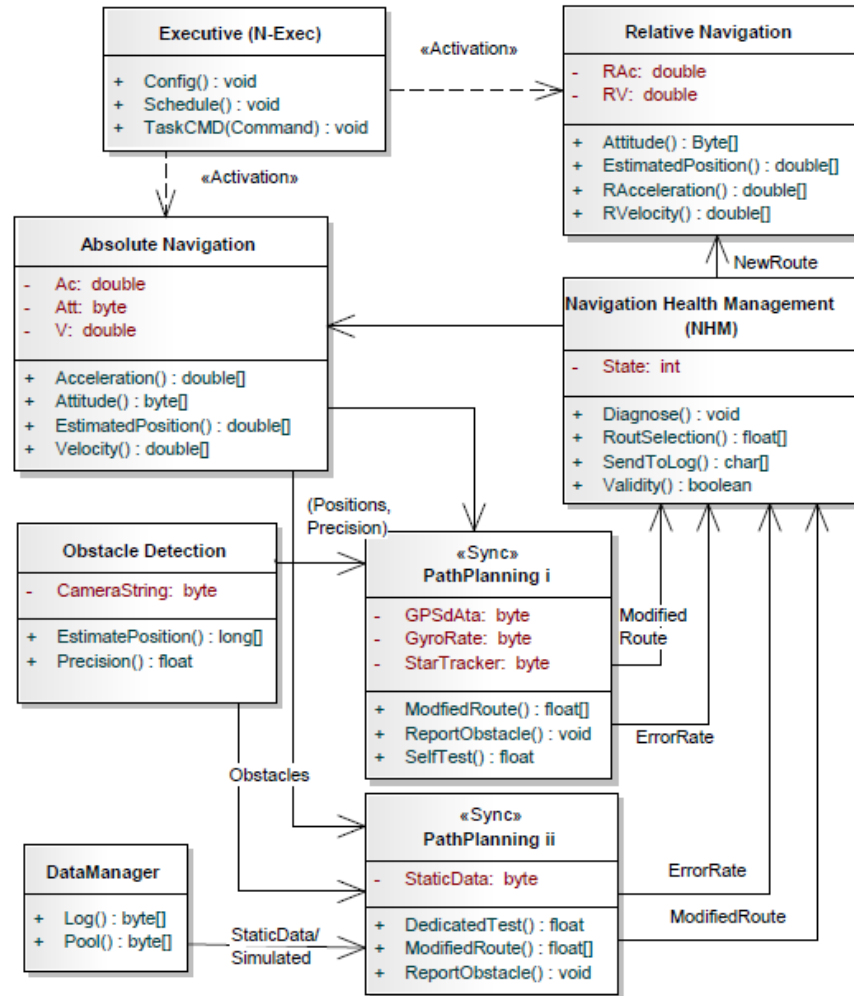 Executive (N-Exec)
+ Config() : void
+ Schedule() : void
+ TaskCMD(Command) : void
«Activation»
Relative Navigation
- RAc: double
- RV: double
+ Attitude() : Byte[]
+ EstimatedPosition() : double[]
+ RAcceleration() : double[]
+ RVelocity() : double[]
«Activation»
Absolute Navigation
- Ac: double
- Att: byte
- V: double
+ Acceleration() : double[]
+ Attitude() : byte[]
+ EstimatedPosition() : double[]
+ Velocity() : double[]
NewRoute
Navigation Health Management
(NHM)
- State: int
+ Diagnose() : void
+ RoutSelection() : float[]
+ SendToLog() : char[]
+ Validity() : boolean
(Positions,
Precision)
Obstacle Detection
- CameraString: byte
+ EstimatePosition() : long[]
+ Precision() : float
«Sync»
PathPlanning i
- GPSdAta: byte
- GyroRate: byte
- StarTracker: byte
+ ModfiedRoute() : float[]
+ ReportObstacle() : void
+ SelfTest() : float
Modified
Route
ErrorRate
Obstacles
«Sync»
PathPlanning ii
- StaticData: byte
+ DedicatedTest() : float
+ ModifiedRoute() : float[]
+ ReportObstacle() : void
ErrorRate
ModifiedRoute
DataManager
+ Log() : byte[]
+ Pool() : byte[]
StaticData/
Simulated